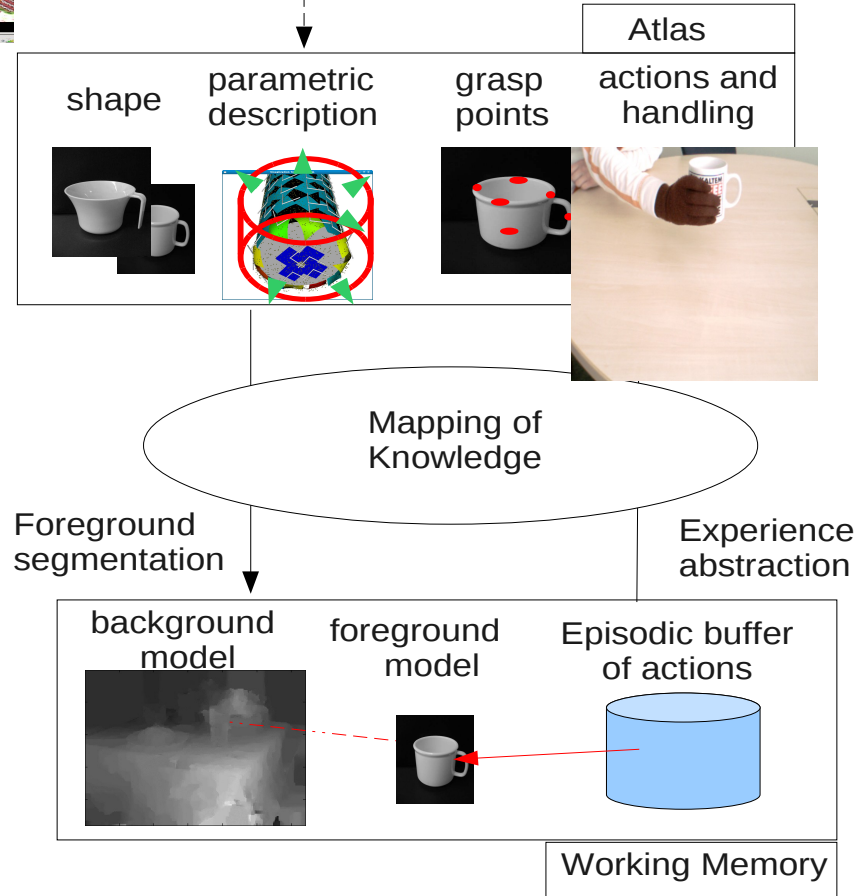 Atlas
shape
parametric
description
grasp
points
actions and
handling
Mapping of
Knowledge
Foreground
segmentation
Experience
abstraction
background
model
foreground
model
Episodic buffer
of actions
Working Memory